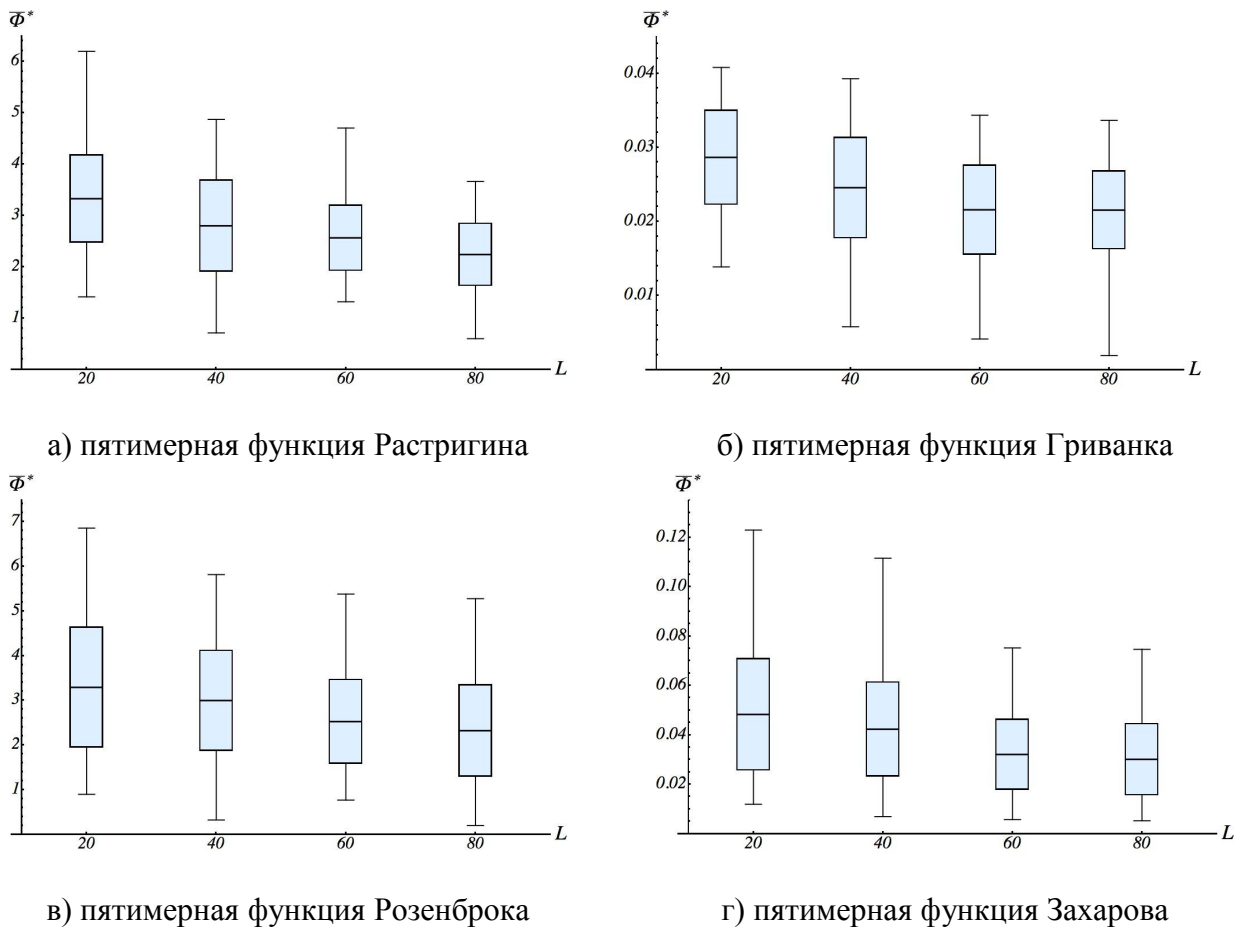 Φ̅*
6
5
4
3
2
1
20 40 60 80 L
а) пятимерная функция Растригина
Φ̅*
0.04
0.03
0.02
0.01
20 40 60 80 L
б) пятимерная функция Гриванка
Φ̅*
7
6
5
4
3
2
1
20 40 60 80 L
в) пятимерная функция Розенброка
Φ̅*
0.12
0.10
0.08
0.06
0.04
0.02
20 40 60 80 L
г) пятимерная функция Захарова